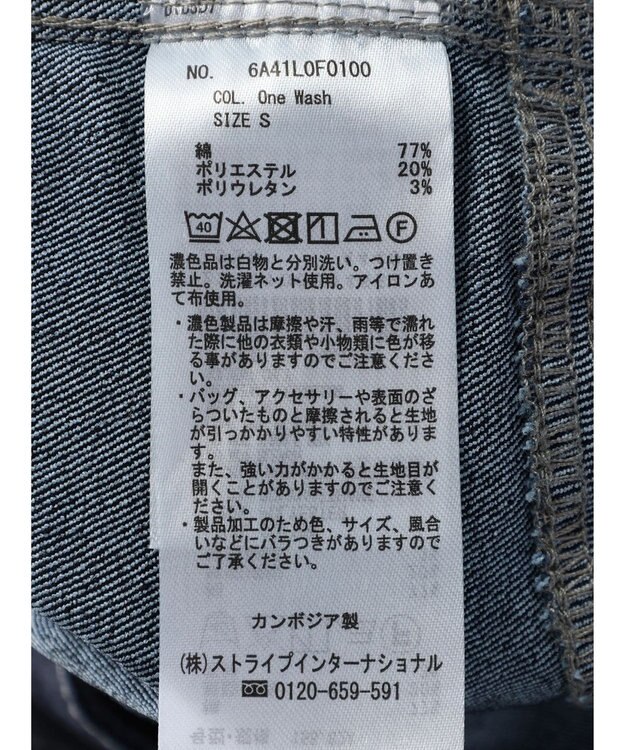 NO. 6A41L0F0100
COL. One Wash
SIZE S
綿 77%
ポリエステル 20%
ポリウレタン 3%
40 F
濃色品は白物と分別洗い。つけ置き
禁止。洗濯ネット使用。アイロンあ
て布使用。
・濃色製品は摩擦や汗、雨等で濡れ
た際に他の衣類や小物類に色が移
る事がありますのでご注意くださ
い。
・バッグ、アクセサリーや表面のざ
らついたものと摩擦されると生地
が引っかかりやすい特性がありま
す。
また、強い力がかかると生地目が
開くことがありますのでご注意く
ださい。
・製品加工のため色、サイズ、風合
いなどにバラつきがありますので
ご了承ください。
カンボジア製
(株)ストライプインターナショナル
0120-659-591